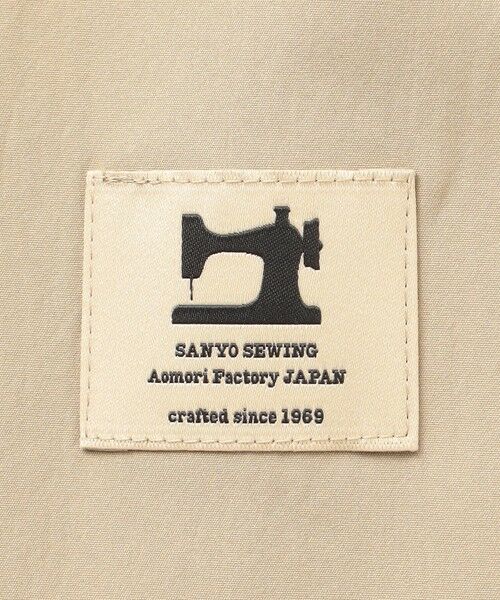 SANYO SEWING
Aomori Factory JAPAN
crafted since 1969